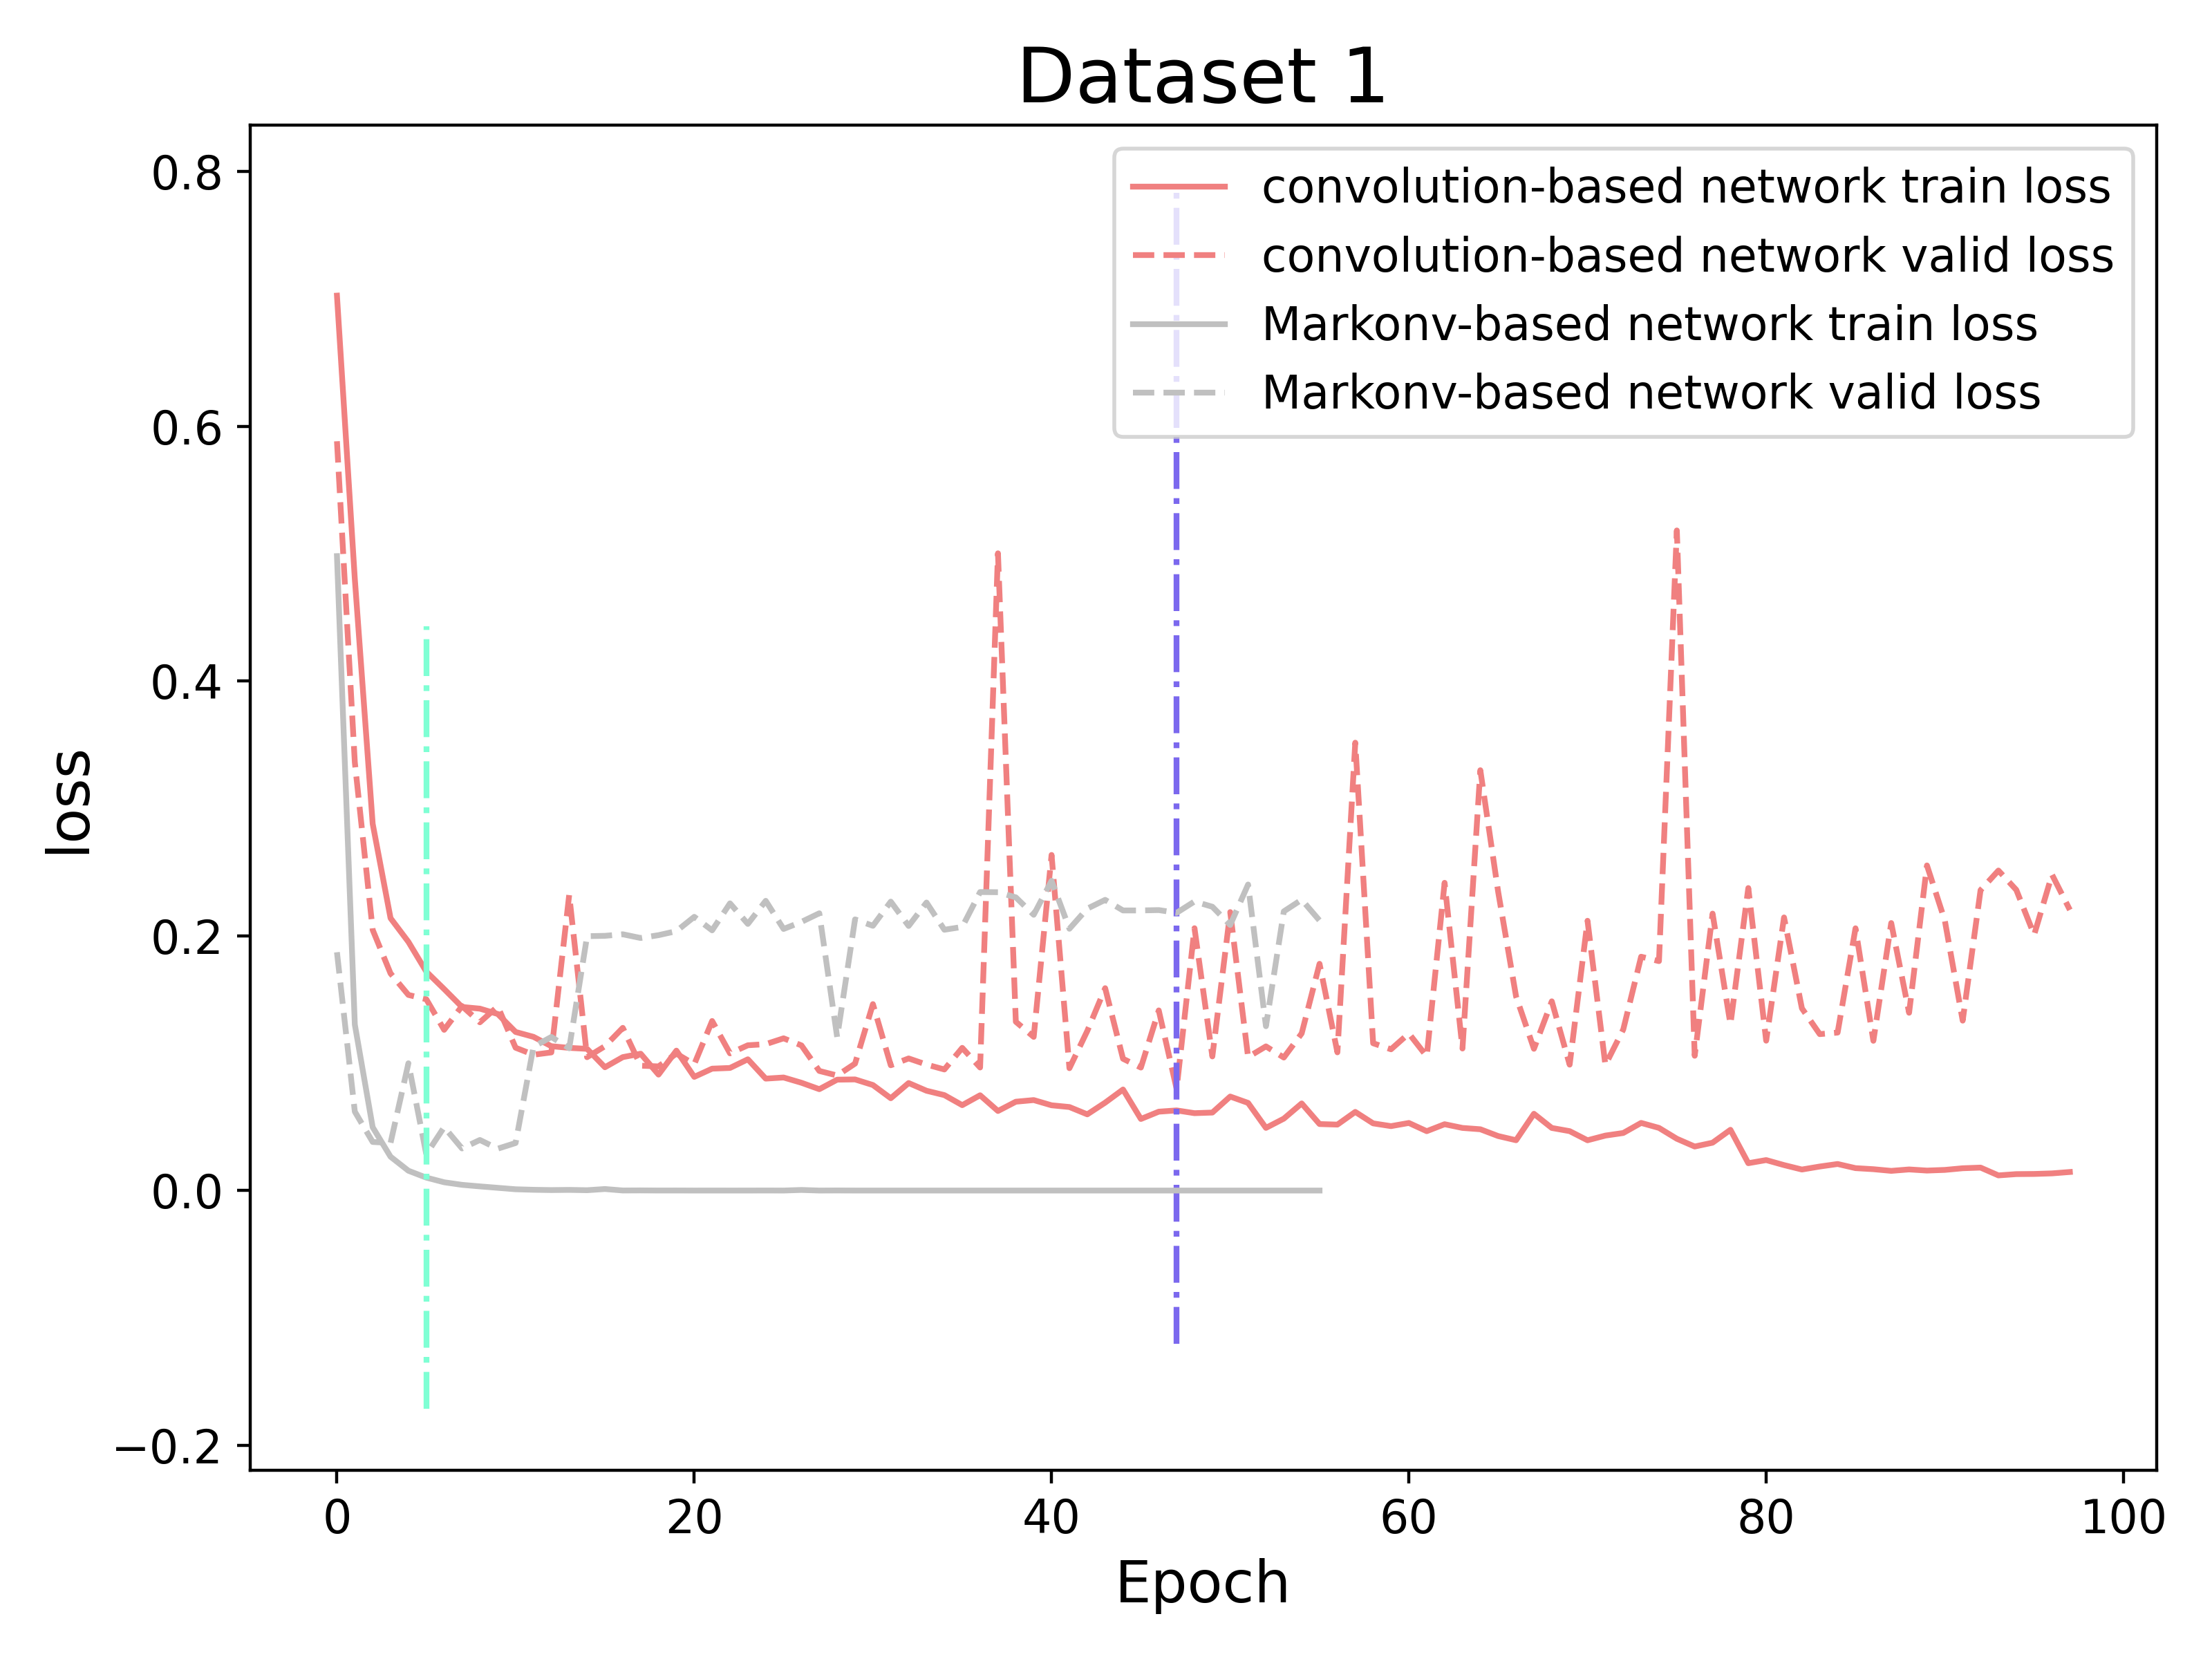 Dataset 1
convolution-based network train loss
convolution-based network valid loss
Markonv-based network train loss
Markonv-based network valid loss
loss
0.8
0.6
0.4
0.2
0.0
−0.2
0 20 40 60 80 100
Epoch